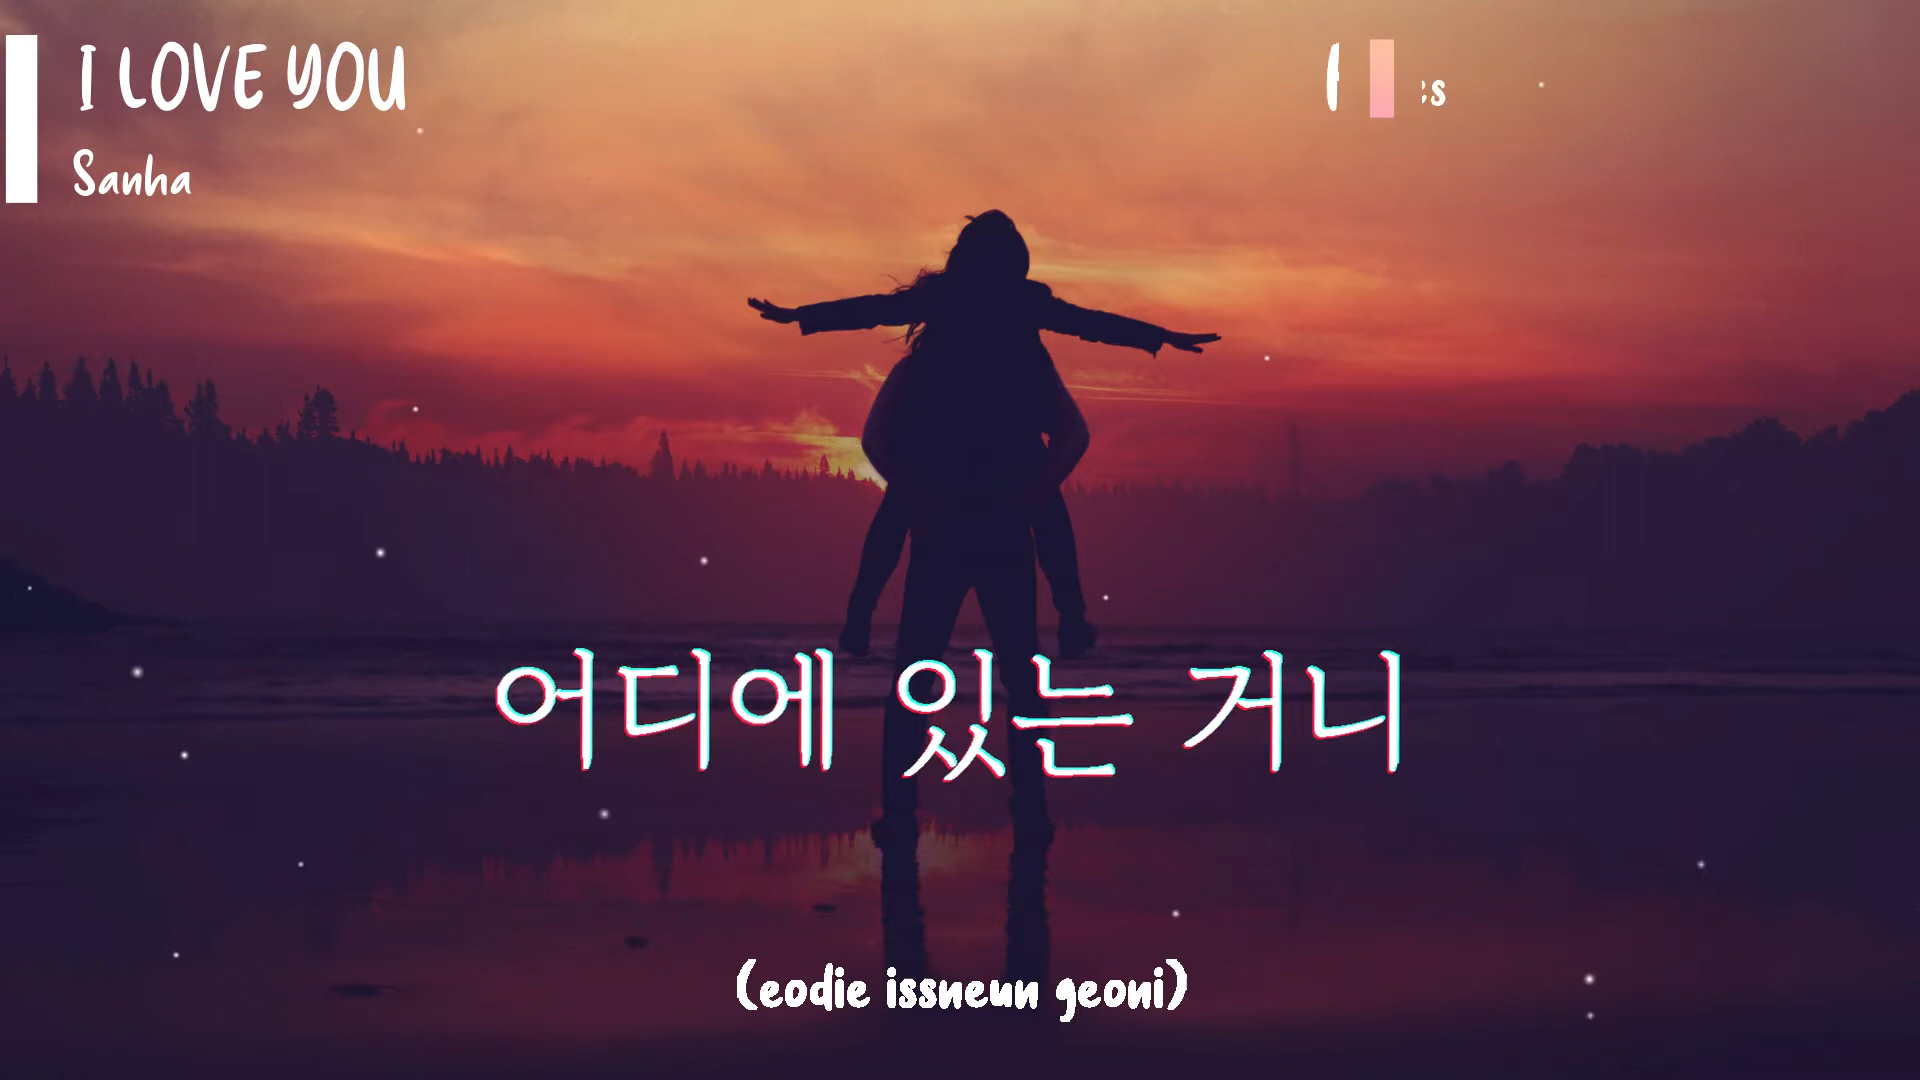 I LOVE YOU
Sanha
어디에 있는 거니
(eodie issneun geoni)